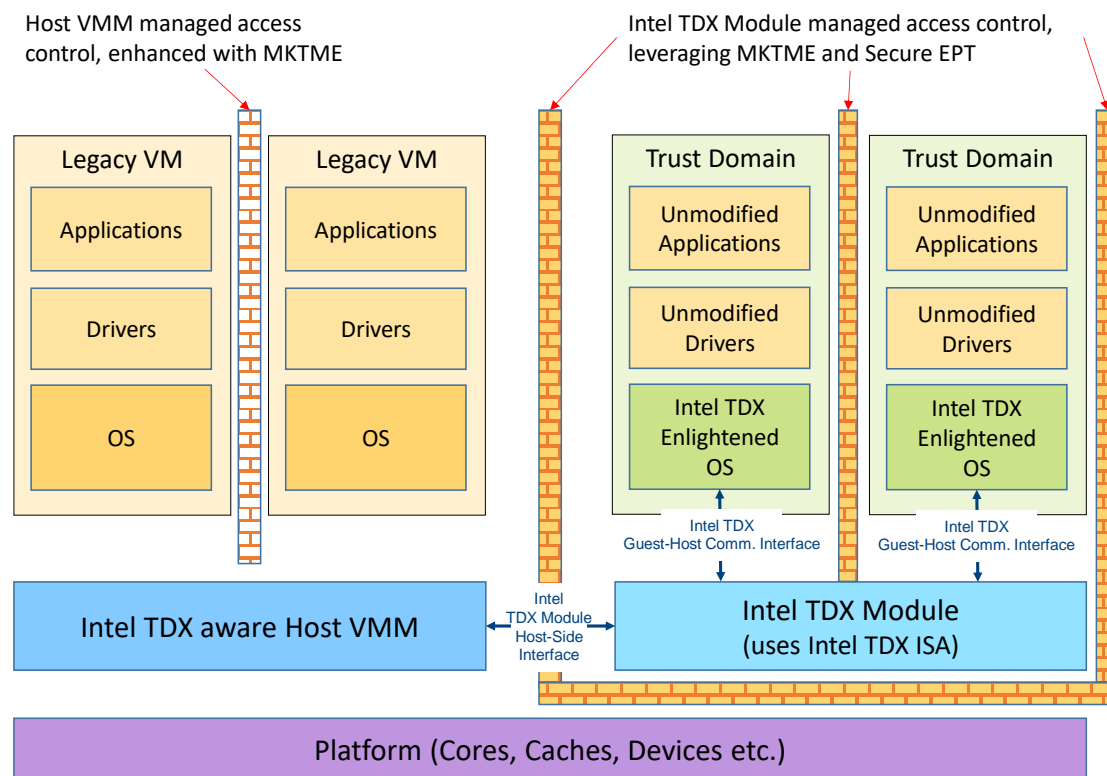 Host VMM managed access
control, enhanced with MKTME
Intel TDX Module managed access control,
leveraging MKTME and Secure EPT
Legacy VM
Applications
Drivers
OS
Legacy VM
Applications
Drivers
OS
Trust Domain
Unmodified
Applications
Unmodified
Drivers
Intel TDX
Enlightened
OS
Trust Domain
Unmodified
Applications
Unmodified
Drivers
Intel TDX
Enlightened
OS
Intel TDX
Guest-Host Comm. Interface
Intel TDX
Guest-Host Comm. Interface
Intel TDX aware Host VMM
Intel
TDX Module
Host-Side
Interface
Intel TDX Module
(uses Intel TDX ISA)
Platform (Cores, Caches, Devices etc.)